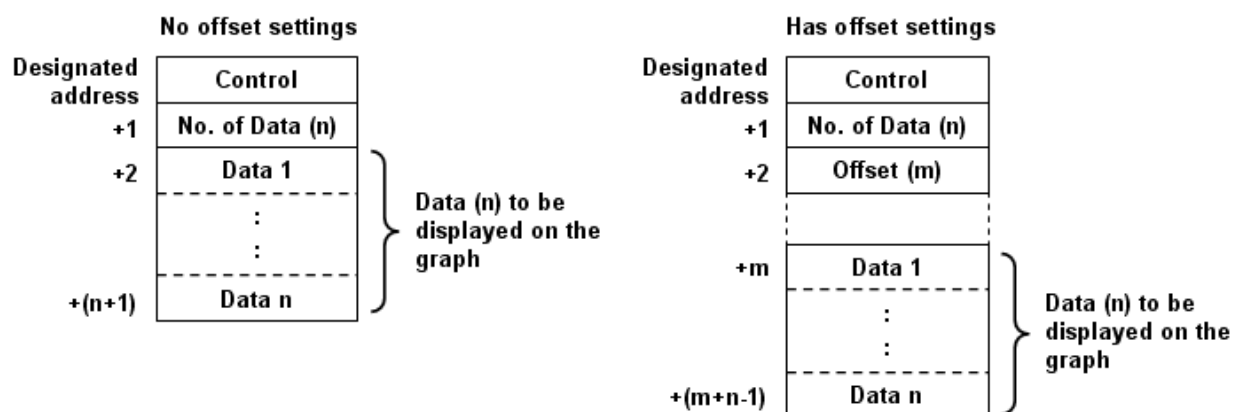 No offset settings
Designated
address
Control
+1
No. of Data (n)
+2
Data 1
:
:
+(n+1)
Data n
Data (n) to be
displayed on the
graph
Has offset settings
Designated
address
Control
+1
No. of Data (n)
+2
Offset (m)
+m
Data 1
:
:
+(m+n-1)
Data n
Data (n) to be
displayed on the
graph